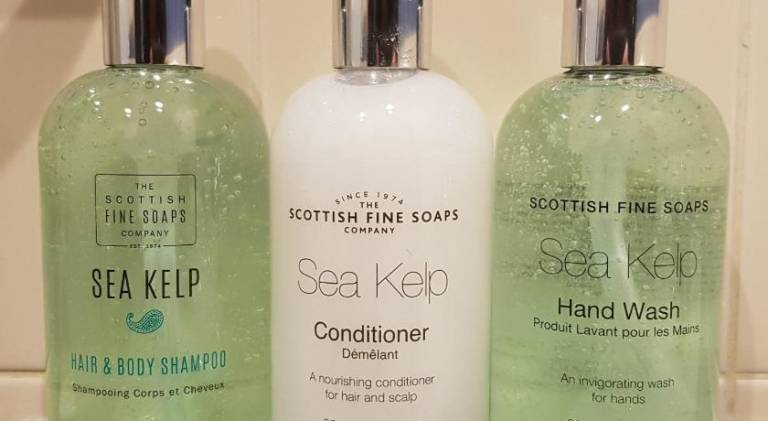 THE
SCOTTISH
FINE SOAPS
COMPANY
EST. 1974
SEA KELP
HAIR & BODY SHAMPOO
Shampooing Corps et Cheveux
SINCE 1974
THE
SCOTTISH FINE SOAPS
COMPANY
Sea Kelp
Conditioner
Démêlant
A nourishing conditioner
for hair and scalp
SCOTTISH FINE SOAPS
Sea Kelp
Hand Wash
Produit Lavant pour les Mains
An invigorating wash
for hands